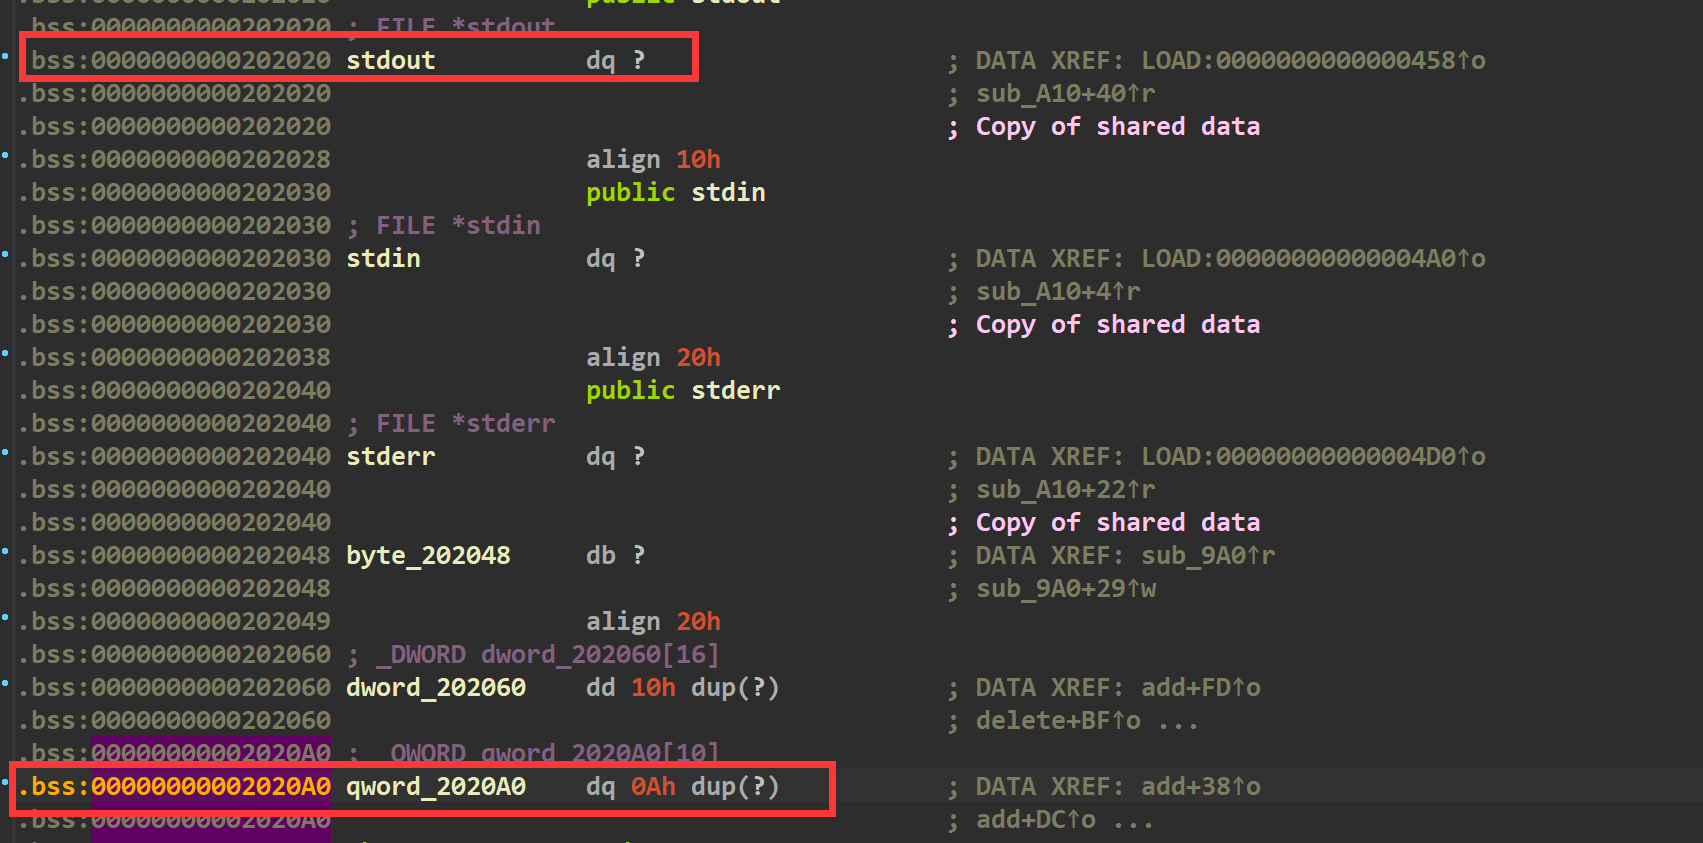 .bss:0000000000202020 public stdout
.bss:0000000000202020 ; FILE *stdout
bss:0000000000202020 stdout dq ? ; DATA XREF: LOAD:0000000000000458↑o
.bss:0000000000202020 ; sub_A10+40↑r
.bss:0000000000202020 ; Copy of shared data
.bss:0000000000202028 align 10h
.bss:0000000000202030 public stdin
.bss:0000000000202030 ; FILE *stdin
.bss:0000000000202030 stdin dq ? ; DATA XREF: LOAD:00000000000004A0↑o
.bss:0000000000202030 ; sub_A10+4↑r
.bss:0000000000202030 ; Copy of shared data
.bss:0000000000202038 align 20h
.bss:0000000000202040 public stderr
.bss:0000000000202040 ; FILE *stderr
.bss:0000000000202040 stderr dq ? ; DATA XREF: LOAD:00000000000004D0↑o
.bss:0000000000202040 ; sub_A10+22↑r
.bss:0000000000202040 ; Copy of shared data
.bss:0000000000202048 byte_202048 db ? ; DATA XREF: sub_9A0↑r
.bss:0000000000202048 ; sub_9A0+29↑w
.bss:0000000000202049 align 20h
.bss:0000000000202060 ; _DWORD dword_202060[16]
.bss:0000000000202060 dword_202060 dd 10h dup(?) ; DATA XREF: add+FD↑o
.bss:0000000000202060 ; delete+BF↑o ...
.bss:00000000002020A0 ; _QWORD qword_2020A0[10]
.bss:00000000002020A0 qword_2020A0 dq 0Ah dup(?) ; DATA XREF: add+38↑o
.bss:00000000002020A0 ; add+DC↑o ...